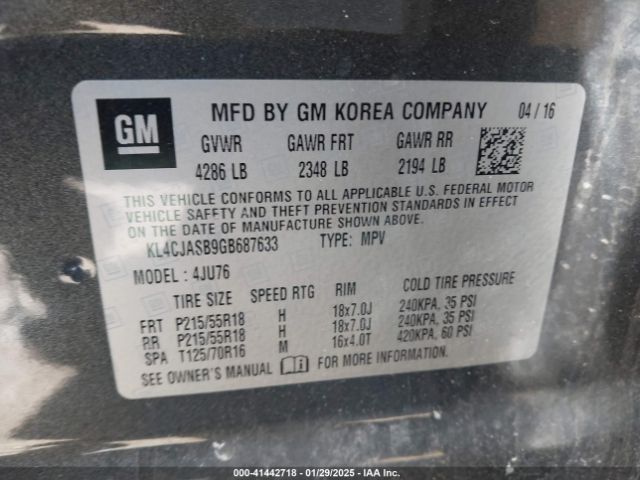 GM
MFD BY GM KOREA COMPANY 04/16
GVWR GAWR FRT GAWR RR
4286 LB 2348 LB 2194 LB
THIS VEHICLE CONFORMS TO ALL APPLICABLE U.S. FEDERAL MOTOR
VEHICLE SAFETY AND THEFT PREVENTION STANDARDS IN EFFECT
ON THE DATE OF MANUFACTURE SHOWN ABOVE.
KL4CJASB9GB687633 TYPE: MPV
MODEL : 4JU76
TIRE SIZE SPEED RTG RIM COLD TIRE PRESSURE
FRT P215/55R18 H 18x7.0J 240KPA, 35 PSI
RR P215/55R18 H 18x7.0J 240KPA, 35 PSI
SPA T125/70R16 M 16x4.0T 420KPA, 60 PSI
SEE OWNER'S MANUAL FOR MORE INFORMATION.
000-41442718 | 01/29/2025 - IAA Inc.